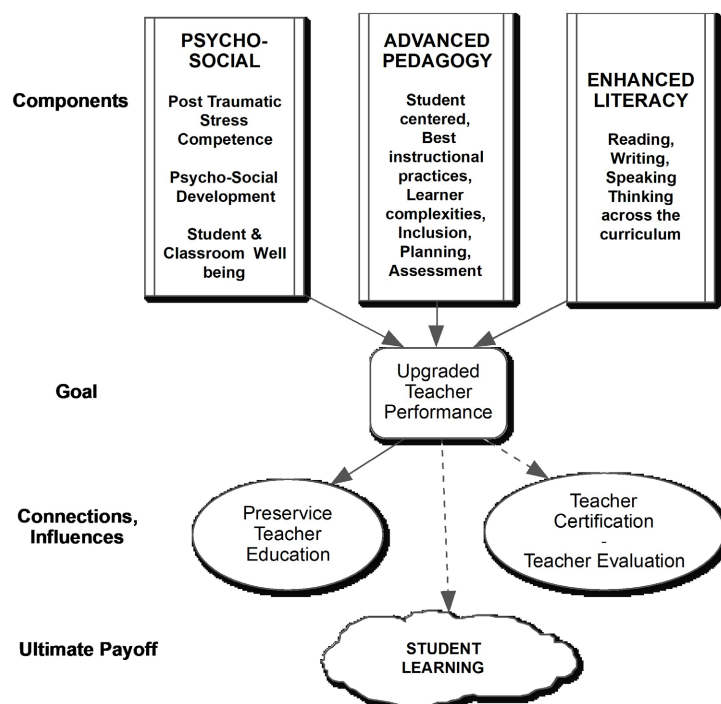 Components
PSYCHO-
SOCIAL
Post Traumatic
Stress
Competence
Psycho-Social
Development
Student &
Classroom Well
being
ADVANCED
PEDAGOGY
Student
centered,
Best
instructional
practices,
Learner
complexities,
Inclusion,
Planning,
Assessment
ENHANCED
LITERACY
Reading,
Writing,
Speaking
Thinking
across the
curriculum
Goal
Upgraded
Teacher
Performance
Connections,
Influences
Preservice
Teacher
Education
Teacher
Certification
-
Teacher Evaluation
Ultimate Payoff
STUDENT
LEARNING